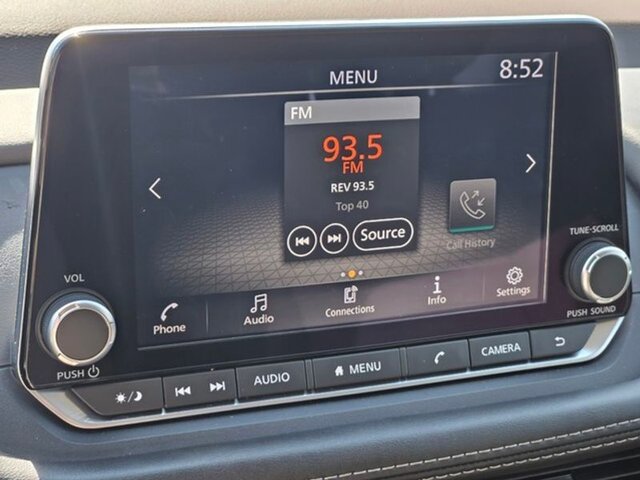 MENU
8:52
FM
93.5
FM
REV 93.5
Top 40
Source
Call History
Phone
Audio
Connections
Info
Settings
VOL
PUSH
TUNE-SCROLL
PUSH SOUND
AUDIO
MENU
CAMERA